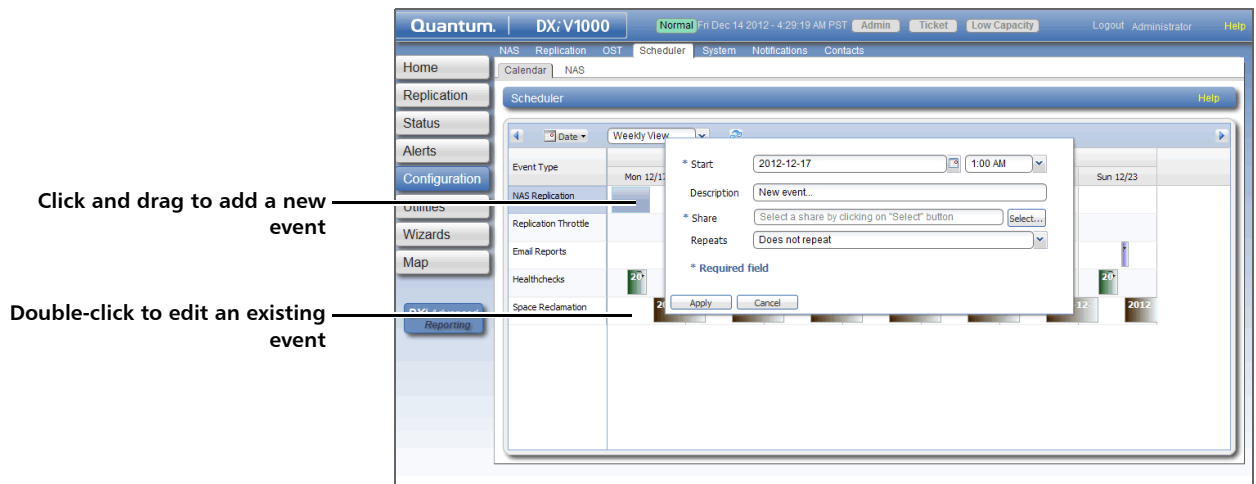 Quantum. DXi V1000 Normal Fri Dec 14 2012 - 4:29:19 AM PST Admin Ticket Low Capacity Logout Administrator Help
NAS Replication OST Scheduler System Notifications Contacts
Home
Calendar NAS
Replication
Scheduler Help
Status
Date Weekly View
Alerts
Event Type
Mon 12/17 Sun 12/23
* Start 2012-12-17 1:00 AM
Configuration
NAS Replication
Description New event...
Click and drag to add a new
event
Utilities
* Share Select a share by clicking on "Select" button Select...
Replication Throttle
Wizards
Repeats Does not repeat
Email Reports
Map
* Required field
Healthchecks 20 20
Double-click to edit an existing
event
Space Reclamation 2 12 2012
Apply Cancel
Reporting